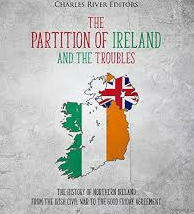 CHARLES RIVER EDITORS
THE
PARTITION OF IRELAND
AND THE TROUBLES
THE HISTORY OF NORTHERN IRELAND
FROM THE IRISH CIVIL WAR TO THE GOOD FRIDAY AGREEMENT